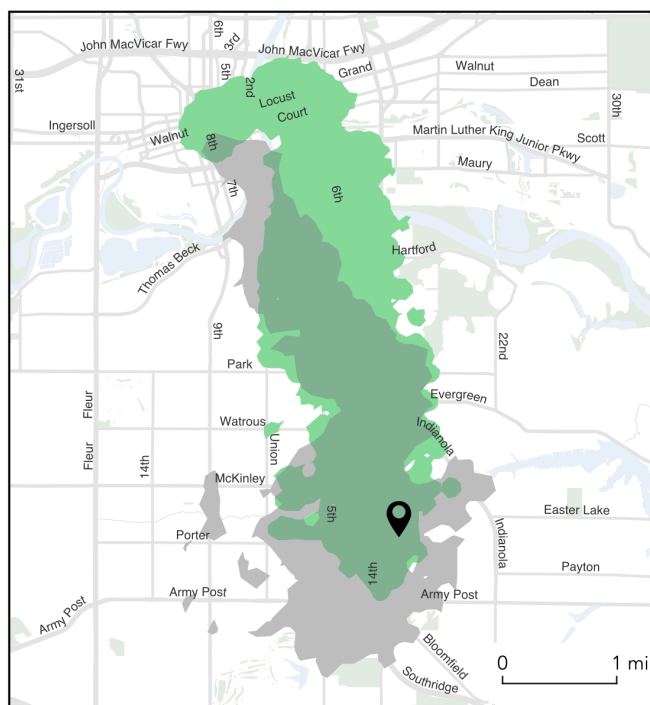 6th
3rd
John MacVicar Fwy
John MacVicar Fwy
5th
31st
2nd
Grand
Walnut
Dean
30th
Locust
Court
Ingersoll
Walnut
8th
Martin Luther King Junior Pkwy
Scott
Maury
7th
6th
Hartford
Thomas Beck
9th
22nd
Park
Fleur
Evergreen
Watrous
Indianola
Union
Fleur
14th
McKinley
5th
Easter Lake
Indianola
Porter
14th
Payton
Army Post
Army Post
Army Post
Bloomfield
Southridge
0
1 mi